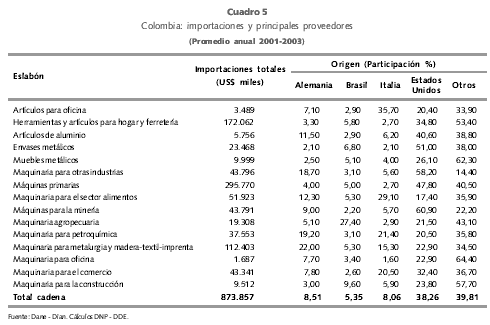 Cuadro 5
Colombia: importaciones y principales proveedores
(Promedio anual 2001-2003)
Eslabón Importaciones totales (US$ miles) Origen (Participación %)
Alemania Brasil Italia Estados Unidos Otros
Artículos para oficina 3.489 7,10 2,90 35,70 20,40 33,90
Herramientas y artículos para hogar y ferretería 172.062 3,30 5,80 2,70 34,80 53,40
Artículos de aluminio 5.756 11,50 2,90 6,20 40,60 38,80
Envases metálicos 23.468 2,10 6,80 2,10 51,00 38,00
Muebles metálicos 9.999 2,50 5,10 4,00 26,10 62,30
Maquinaria para otras industrias 43.796 18,70 3,10 5,60 58,20 14,40
Máquinas primarias 295.770 4,00 5,00 2,70 47,80 40,50
Maquinaria para el sector alimentos 51.923 12,30 5,30 29,10 17,40 35,90
Máquinas para la minería 43.791 9,00 2,20 5,70 60,90 22,20
Maquinaria agropecuaria 19.308 5,10 27,40 2,90 21,50 43,10
Maquinaria para petroquímica 37.553 19,20 3,10 21,40 20,50 35,80
Maquinaria para metalurgia y madera-textil-imprenta 112.403 22,00 5,30 15,30 22,90 34,50
Maquinaria para oficina 1.687 7,70 3,40 1,60 22,90 64,40
Maquinaria para el comercio 43.341 7,80 2,60 20,50 32,40 36,70
Maquinaria para la construcción 9.512 3,00 9,60 5,90 23,80 57,70
Total cadena 873.857 8,51 5,35 8,06 38,26 39,81
Fuente: Dane - Dian. Cálculos DNP - DDE.